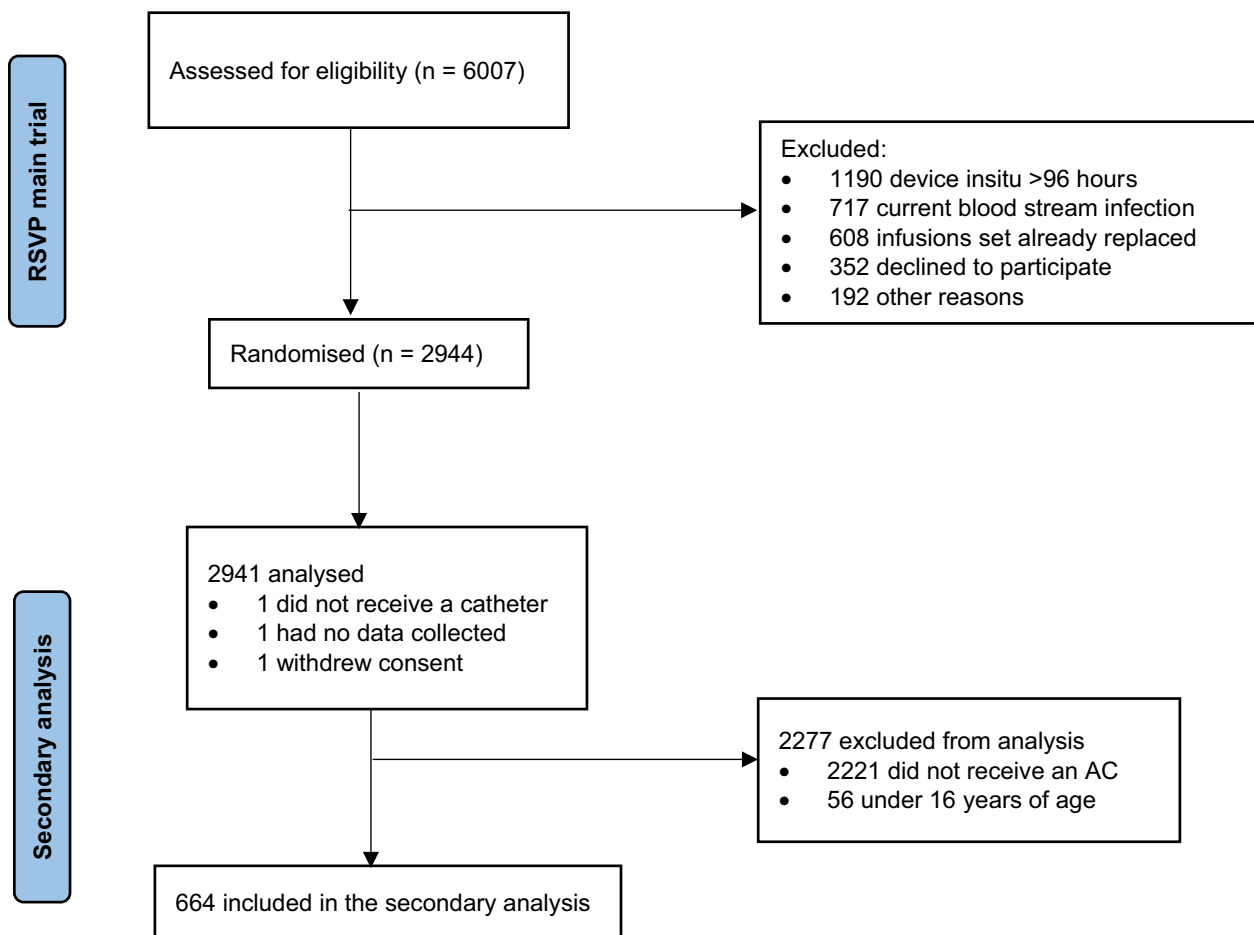 RSVP main trial
Assessed for eligibility (n = 6007)
Excluded:
• 1190 device insitu >96 hours
• 717 current blood stream infection
• 608 infusions set already replaced
• 352 declined to participate
• 192 other reasons
Randomised (n = 2944)
Secondary analysis
2941 analysed
• 1 did not receive a catheter
• 1 had no data collected
• 1 withdrew consent
2277 excluded from analysis
• 2221 did not receive an AC
• 56 under 16 years of age
664 included in the secondary analysis